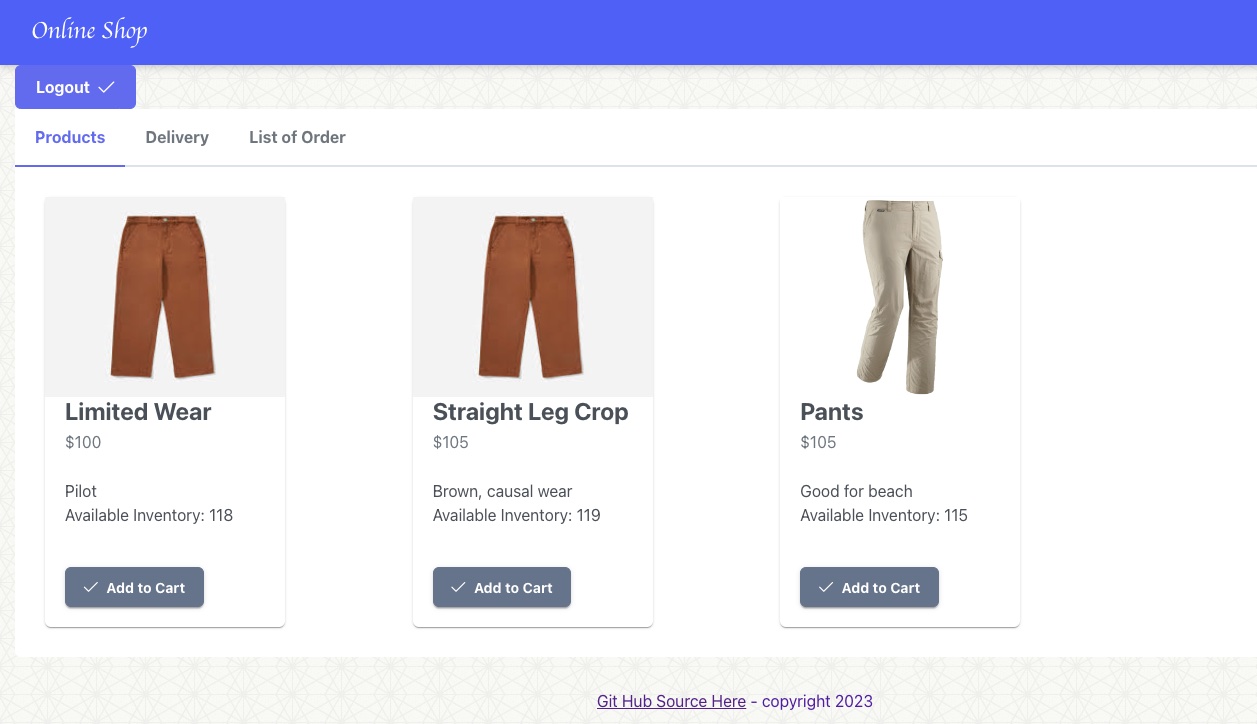 Online Shop
Logout
Products Delivery List of Order
Limited Wear
$100
Pilot
Available Inventory: 118
Add to Cart
Straight Leg Crop
$105
Brown, causal wear
Available Inventory: 119
Add to Cart
Pants
$105
Good for beach
Available Inventory: 115
Add to Cart
Git Hub Source Here - copyright 2023